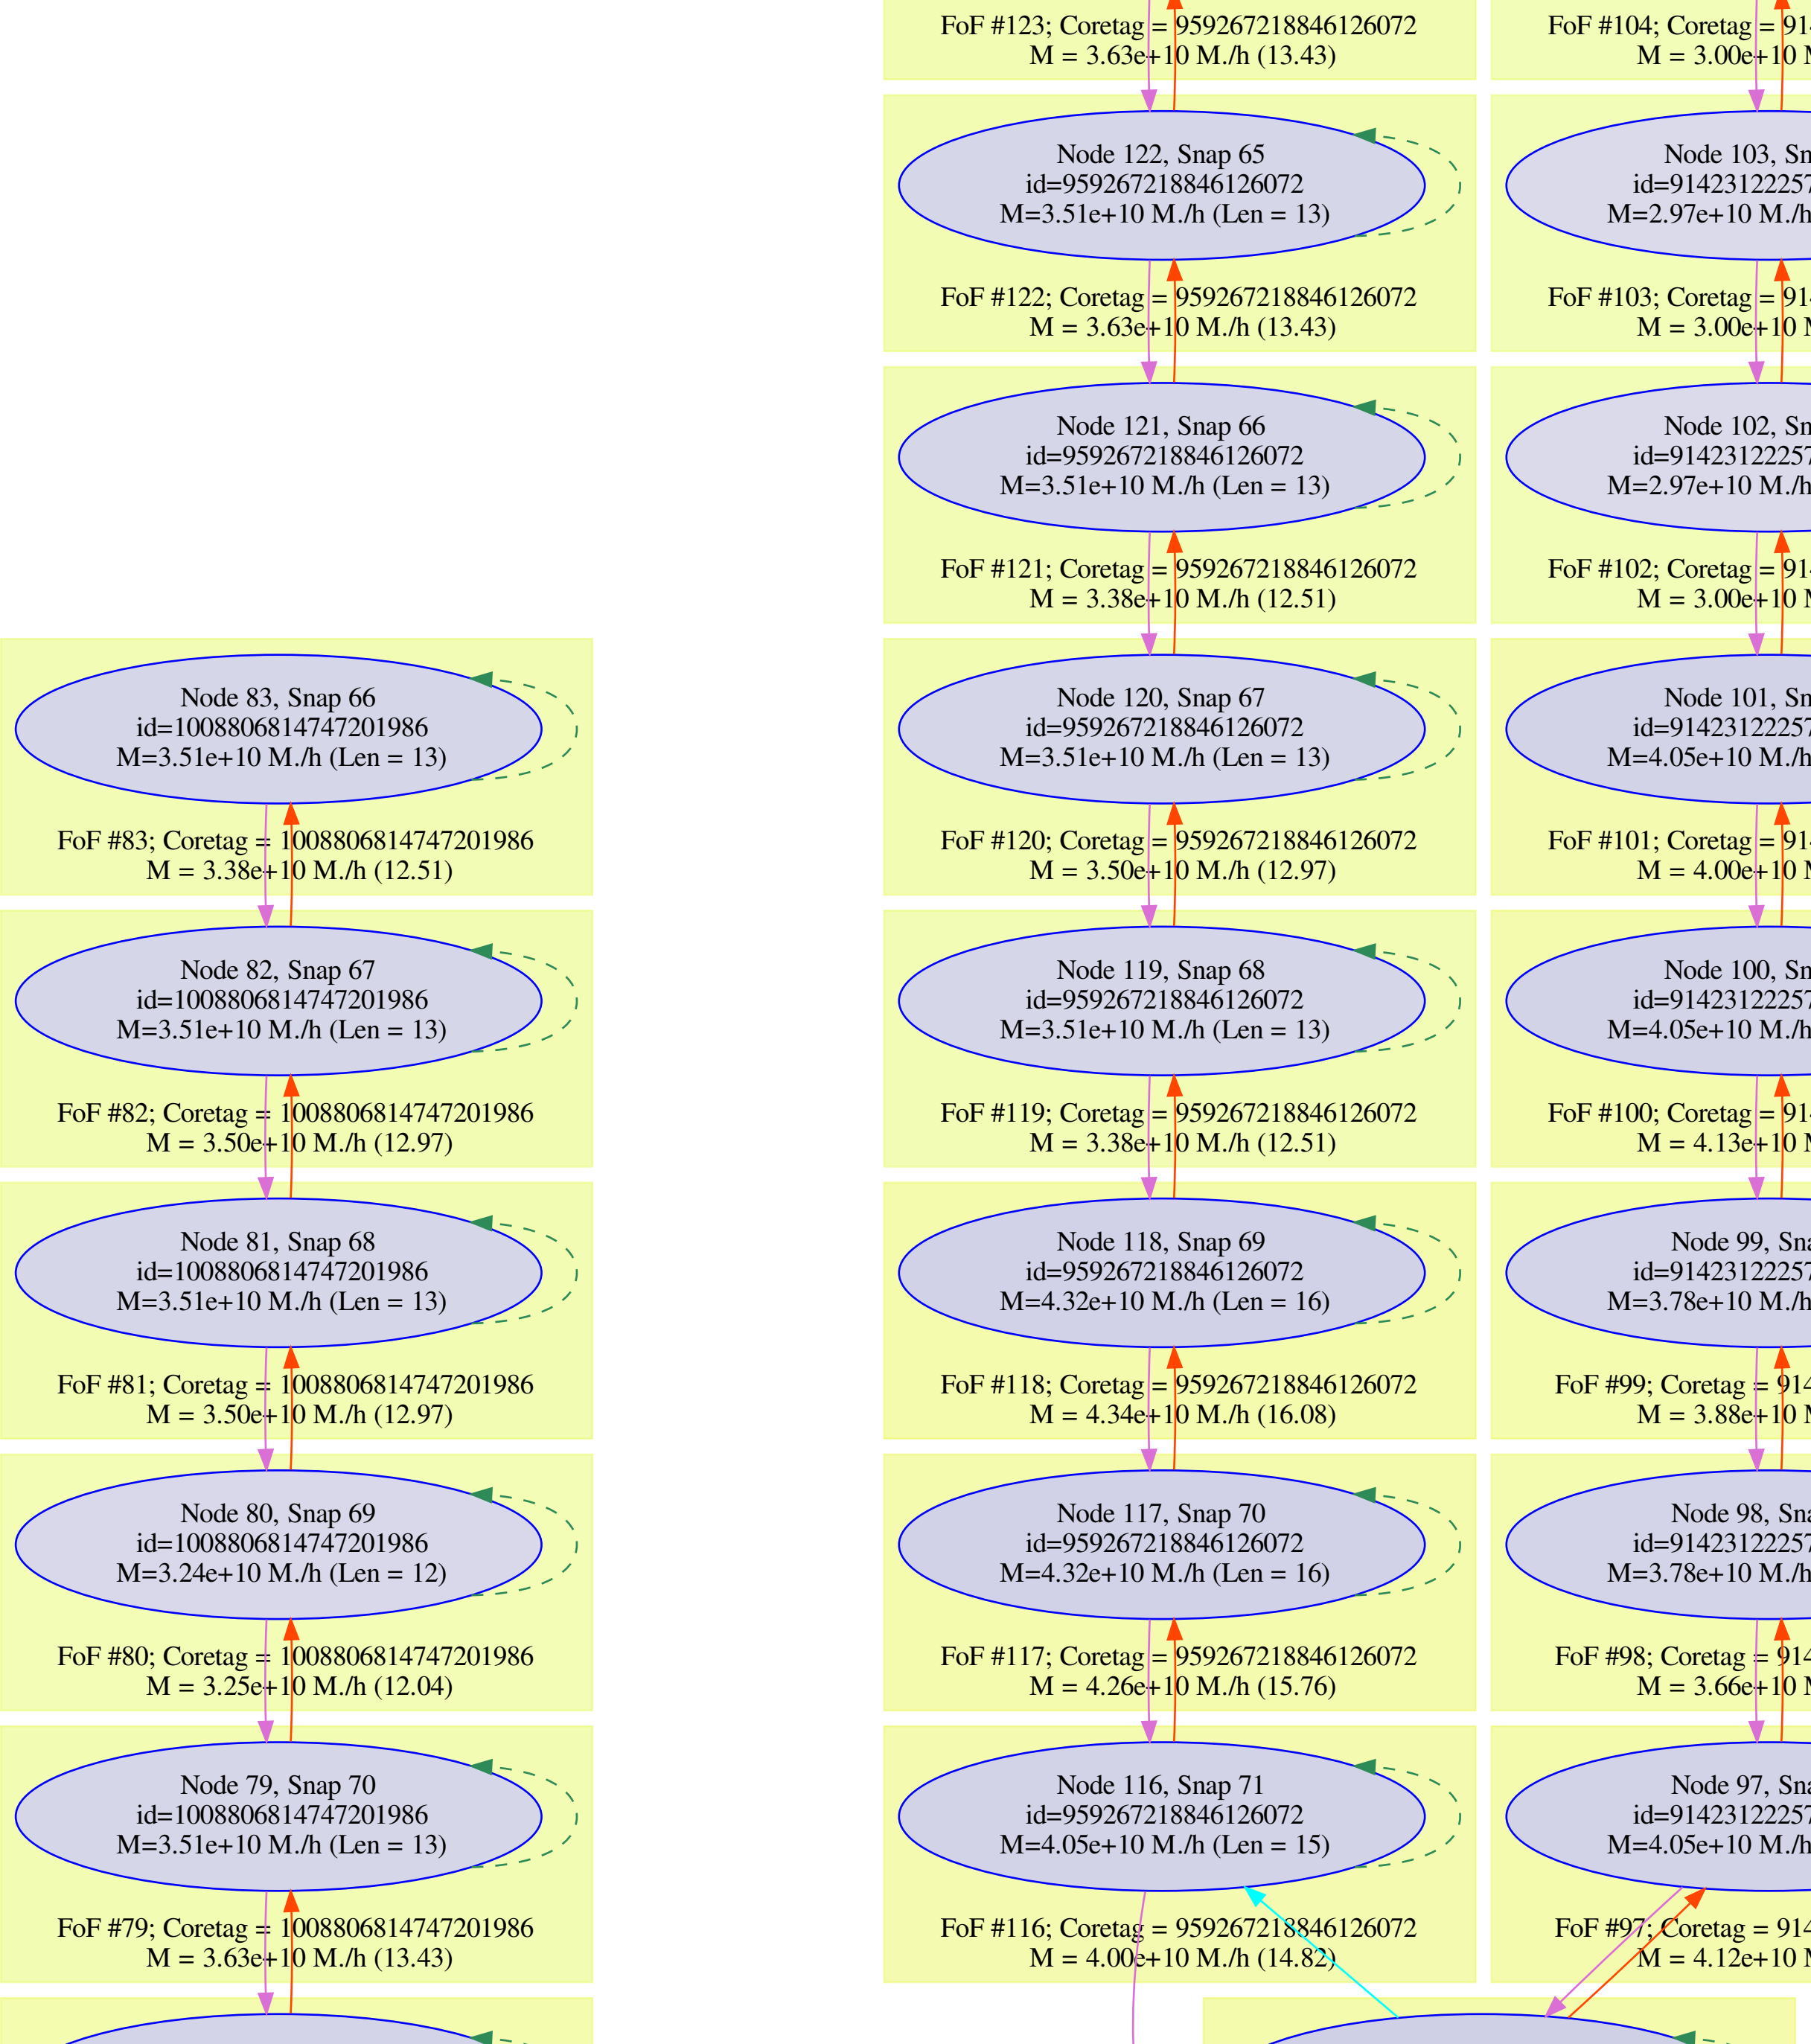 FoF #83; Coretag = 1008806814747201986
M = 3.38e+10 M./h (12.51)
Node 83, Snap 66
id=1008806814747201986
M=3.51e+10 M./h (Len = 13)
Node 82, Snap 67
id=1008806814747201986
M=3.51e+10 M./h (Len = 13)
FoF #82; Coretag = 1008806814747201986
M = 3.50e+10 M./h (12.97)
Node 81, Snap 68
id=1008806814747201986
M=3.51e+10 M./h (Len = 13)
FoF #81; Coretag = 1008806814747201986
M = 3.50e+10 M./h (12.97)
Node 80, Snap 69
id=1008806814747201986
M=3.24e+10 M./h (Len = 12)
FoF #80; Coretag = 1008806814747201986
M = 3.25e+10 M./h (12.04)
Node 79, Snap 70
id=1008806814747201986
M=3.51e+10 M./h (Len = 13)
FoF #79; Coretag = 1008806814747201986
M = 3.63e+10 M./h (13.43)
FoF #123; Coretag = 959267218846126072
M = 3.63e+10 M./h (13.43)
Node 122, Snap 65
id=959267218846126072
M=3.51e+10 M./h (Len = 13)
FoF #122; Coretag = 959267218846126072
M = 3.63e+10 M./h (13.43)
Node 121, Snap 66
id=959267218846126072
M=3.51e+10 M./h (Len = 13)
FoF #121; Coretag = 959267218846126072
M = 3.38e+10 M./h (12.51)
Node 120, Snap 67
id=959267218846126072
M=3.51e+10 M./h (Len = 13)
FoF #120; Coretag = 959267218846126072
M = 3.50e+10 M./h (12.97)
Node 119, Snap 68
id=959267218846126072
M=3.51e+10 M./h (Len = 13)
FoF #119; Coretag = 959267218846126072
M = 3.38e+10 M./h (12.51)
Node 118, Snap 69
id=959267218846126072
M=4.32e+10 M./h (Len = 16)
FoF #118; Coretag = 959267218846126072
M = 4.34e+10 M./h (16.08)
Node 117, Snap 70
id=959267218846126072
M=4.32e+10 M./h (Len = 16)
FoF #117; Coretag = 959267218846126072
M = 4.26e+10 M./h (15.76)
Node 116, Snap 71
id=959267218846126072
M=4.05e+10 M./h (Len = 15)
FoF #116; Coretag = 959267218846126072
M = 4.00e+10 M./h (14.82)
FoF #104; Coretag = 91
M = 3.00e+10
Node 103, Sn
id=91423122257
M=2.97e+10 M./h
FoF #103; Coretag = 91
M = 3.00e+10
Node 102, Sn
id=91423122257
M=2.97e+10 M./h
FoF #102; Coretag = 91
M = 3.00e+10
Node 101, Sn
id=91423122257
M=4.05e+10 M./h
FoF #101; Coretag = 91
M = 4.00e+10
Node 100, Sn
id=91423122257
M=4.05e+10 M./h
FoF #100; Coretag = 91
M = 4.13e+10
Node 99, Sna
id=91423122257
M=3.78e+10 M./h
FoF #99; Coretag = 914
M = 3.88e+10
Node 98, Sna
id=91423122257
M=3.78e+10 M./h
FoF #98; Coretag = 914
M = 3.66e+10
Node 97, Sna
id=91423122257
M=4.05e+10 M./h
FoF #97; Coretag = 914
M = 4.12e+10